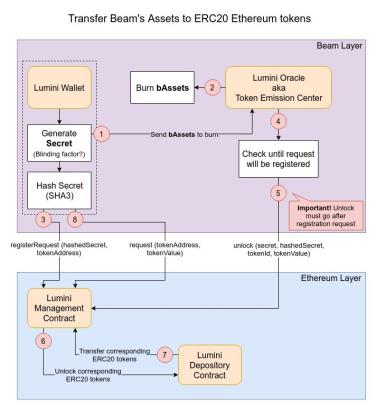 Transfer Beam's Assets to ERC20 Ethereum tokens
Beam Layer
Lumini Wallet
Burn bAssets
2
Lumini Oracle
aka
Token Emission Center
1
4
Generate
Secret
(Blinding factor?)
Send bAssets to burn
Check until request
will be registered
Hash Secret
(SHA3)
5
3
8
Important! Unlock
must go after
registration request
registerRequest (hashedSecret,
tokenAddress)
request (tokenAddress,
tokenValue)
unlock (secret, hashedSecret,
tokenId, tokenValue)
Ethereum Layer
Lumini
Management
Contract
6
Transfer corresponding
ERC20 tokens
7
Lumini
Depository
Contract
Unlock corresponding
ERC20 tokens